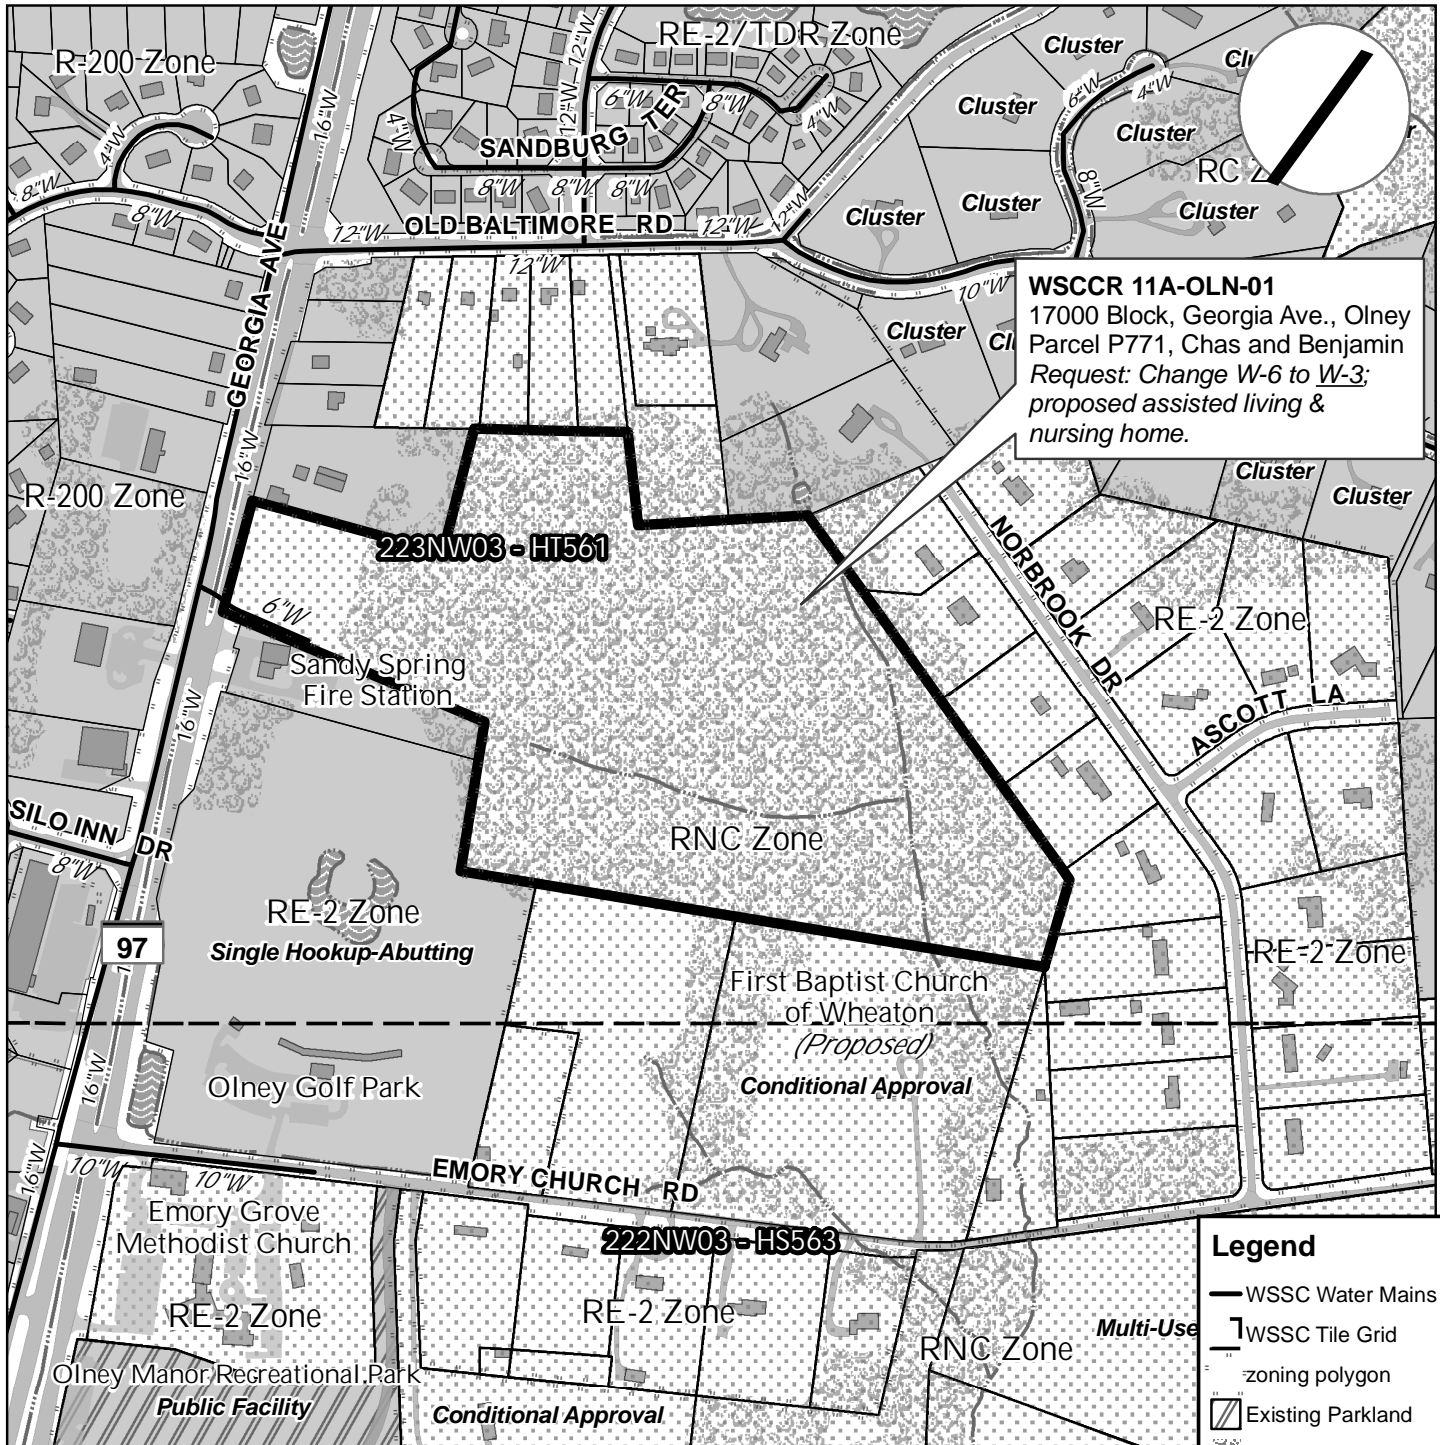 R-200 Zone
RE-2/TDR Zone
Cluster
16"W
12"W
12"W
6"W
4"W
Cluster
4"W
4"W
6"W
8"W
4"W
Cluster
SANDBURG TER
Cluster
RC Z
8"W
8"W
8"W
8"W
8"W
8"W
Cluster
Cluster
Cluster
GEORGIA AVE
12"W
OLD BALTIMORE RD
12"W
12"W
12"W
10"W
WSCCR 11A-OLN-01
17000 Block, Georgia Ave., Olney
Parcel P771, Chas and Benjamin
Request: Change W-6 to W-3;
proposed assisted living &
nursing home.
Cluster
16"W
R-200 Zone
Cluster
Cluster
223NW03 - HT561
NORBROOK DR
6"W
RE-2 Zone
Sandy Spring
Fire Station
16"W
ASCOTT LA
SILO INN DR
8"W
RNC Zone
RE-2 Zone
Single Hookup-Abutting
97
RE-2 Zone
First Baptist Church
of Wheaton
(Proposed)
Conditional Approval
16"W
Olney Golf Park
16"W
10"W
10"W
EMORY CHURCH RD
Emory Grove
Methodist Church
222NW03 - HS563
RE-2 Zone
RE-2 Zone
Multi-Use
RNC Zone
Olney Manor Recreational Park
Public Facility
Conditional Approval
Legend
WSSC Water Mains
WSSC Tile Grid
zoning polygon
Existing Parkland